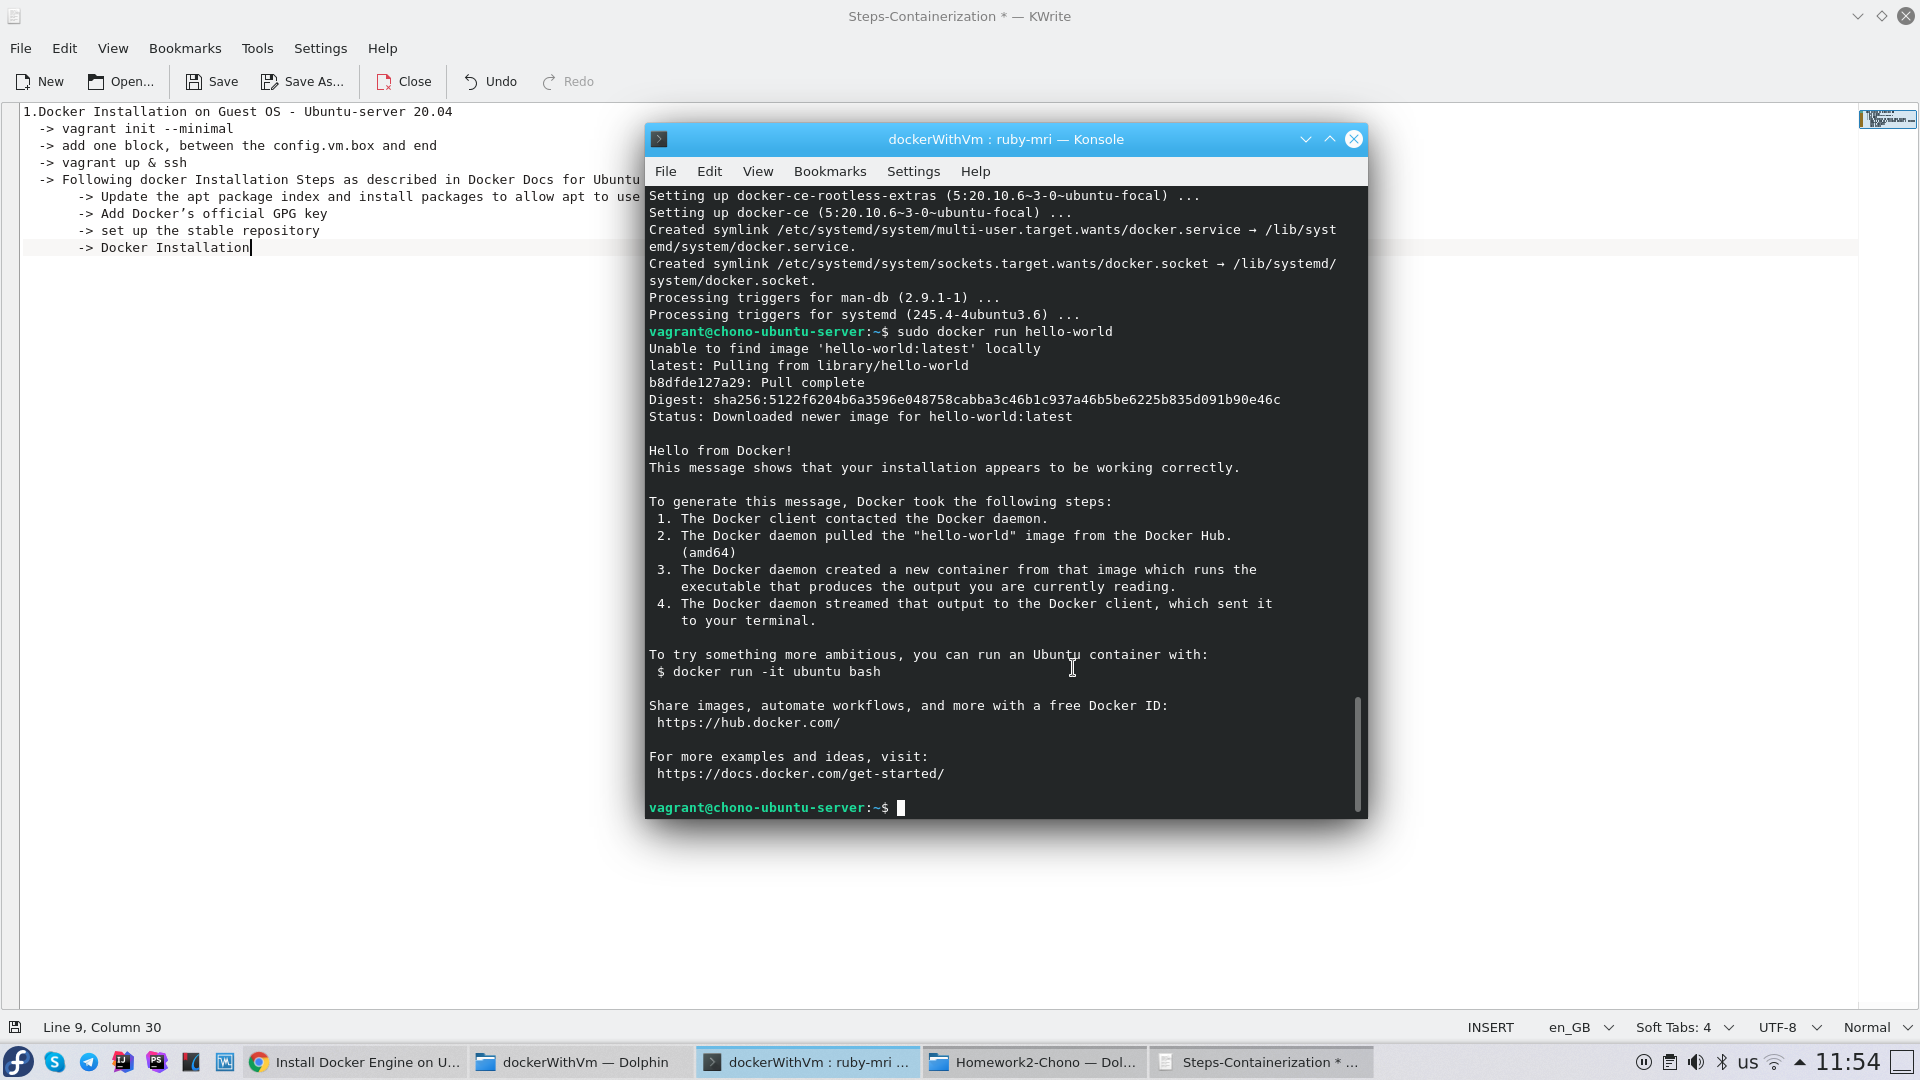 Steps-Containerization * — KWrite
File Edit View Bookmarks Tools Settings Help
New Open... Save Save As... Close Undo Redo
1.Docker Installation on Guest OS - Ubuntu-server 20.04
-> vagrant init --minimal
-> add one block, between the config.vm.box and end
-> vagrant up & ssh
-> Following docker Installation Steps as described in Docker Docs for Ubuntu
-> Update the apt package index and install packages to allow apt to use
-> Add Docker’s official GPG key
-> set up the stable repository
-> Docker Installation
dockerWithVm : ruby-mri — Konsole
File Edit View Bookmarks Settings Help
Setting up docker-ce-rootless-extras (5:20.10.6~3-0~ubuntu-focal) ...
Setting up docker-ce (5:20.10.6~3-0~ubuntu-focal) ...
Created symlink /etc/systemd/system/multi-user.target.wants/docker.service → /lib/syst
emd/system/docker.service.
Created symlink /etc/systemd/system/sockets.target.wants/docker.socket → /lib/systemd/
system/docker.socket.
Processing triggers for man-db (2.9.1-1) ...
Processing triggers for systemd (245.4-4ubuntu3.6) ...
vagrant@chono-ubuntu-server:~$ sudo docker run hello-world
Unable to find image 'hello-world:latest' locally
latest: Pulling from library/hello-world
b8dfde127a29: Pull complete
Digest: sha256:5122f6204b6a3596e048758cabba3c46b1c937a46b5be6225b835d091b90e46c
Status: Downloaded newer image for hello-world:latest
Hello from Docker!
This message shows that your installation appears to be working correctly.
To generate this message, Docker took the following steps:
1. The Docker client contacted the Docker daemon.
2. The Docker daemon pulled the "hello-world" image from the Docker Hub.
(amd64)
3. The Docker daemon created a new container from that image which runs the
executable that produces the output you are currently reading.
4. The Docker daemon streamed that output to the Docker client, which sent it
to your terminal.
To try something more ambitious, you can run an Ubuntu container with:
$ docker run -it ubuntu bash
Share images, automate workflows, and more with a free Docker ID:
https://hub.docker.com/
For more examples and ideas, visit:
https://docs.docker.com/get-started/
vagrant@chono-ubuntu-server:~$
Line 9, Column 30 INSERT en_GB Soft Tabs: 4 UTF-8 Normal
Install Docker Engine on U... dockerWithVm — Dolphin dockerWithVm : ruby-mri ... Homework2-Chono — Dol... Steps-Containerization * ... us 11:54